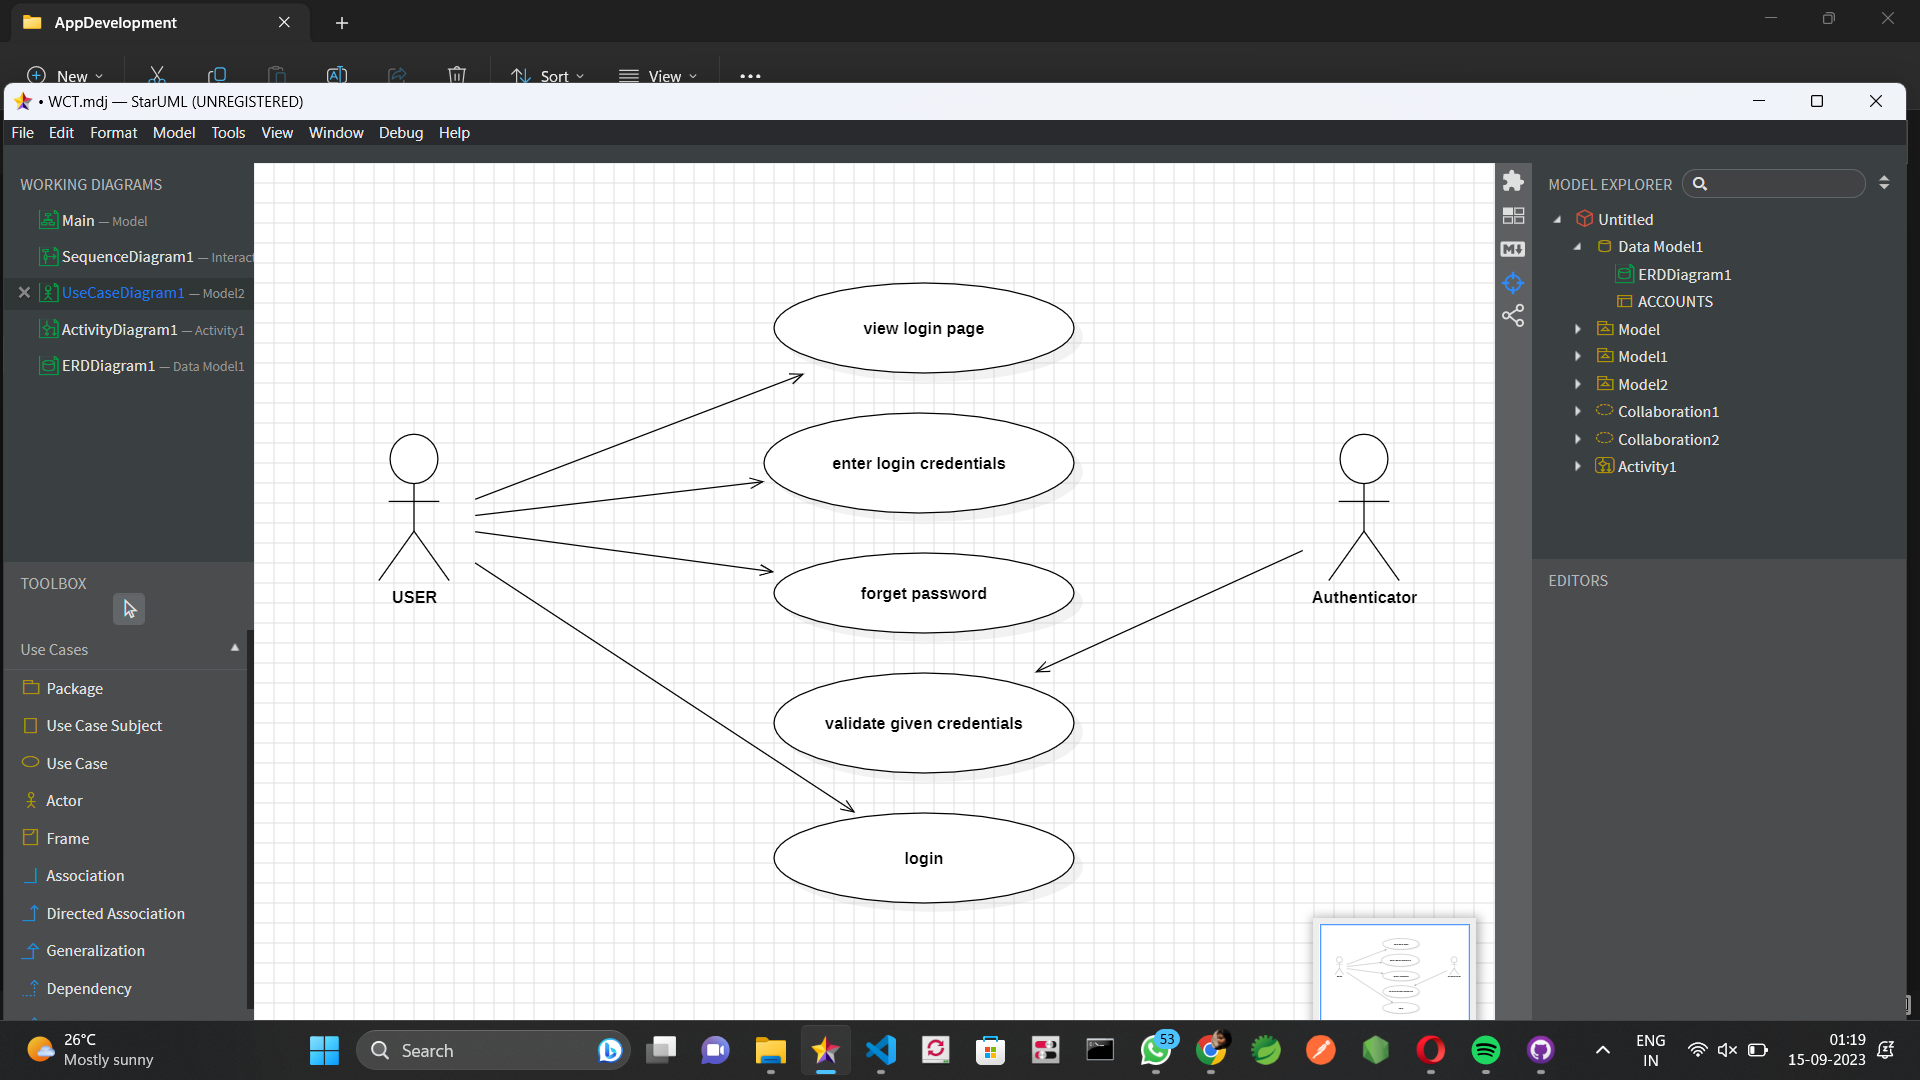 AppDevelopment
New
Sort
View
• WCT.mdj — StarUML (UNREGISTERED)
File Edit Format Model Tools View Window Debug Help
WORKING DIAGRAMS
Main — Model
SequenceDiagram1 — Interac
UseCaseDiagram1 — Model2
ActivityDiagram1 — Activity1
ERDDiagram1 — Data Model1
TOOLBOX
Use Cases
Package
Use Case Subject
Use Case
Actor
Frame
Association
Directed Association
Generalization
Dependency
view login page
enter login credentials
forget password
validate given credentials
login
USER
Authenticator
MODEL EXPLORER
Untitled
Data Model1
ERDDiagram1
ACCOUNTS
Model
Model1
Model2
Collaboration1
Collaboration2
Activity1
EDITORS
26°C
Mostly sunny
Search
53
ENG
IN
01:19
15-09-2023